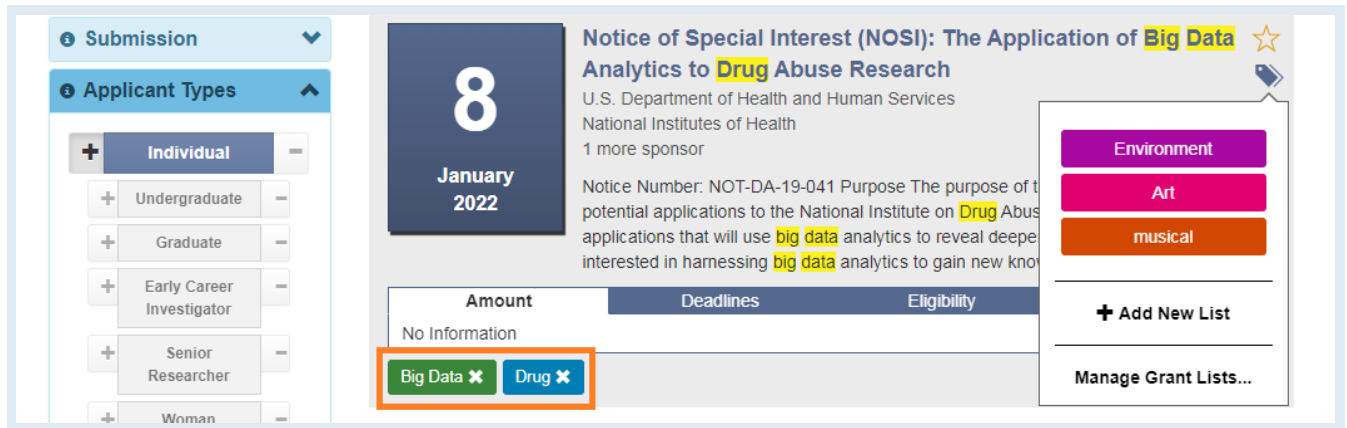 Submission
Applicant Types
Individual
Undergraduate
Graduate
Early Career
Investigator
Senior
Researcher
Woman
8
January
2022
Notice of Special Interest (NOSI): The Application of Big Data
Analytics to Drug Abuse Research
U.S. Department of Health and Human Services
National Institutes of Health
1 more sponsor
Notice Number: NOT-DA-19-041 Purpose The purpose of t
potential applications to the National Institute on Drug Abus
applications that will use big data analytics to reveal deepe
interested in harnessing big data analytics to gain new kno
Amount Deadlines Eligibility
No Information
Big Data Drug
Environment
Art
musical
Add New List
Manage Grant Lists...